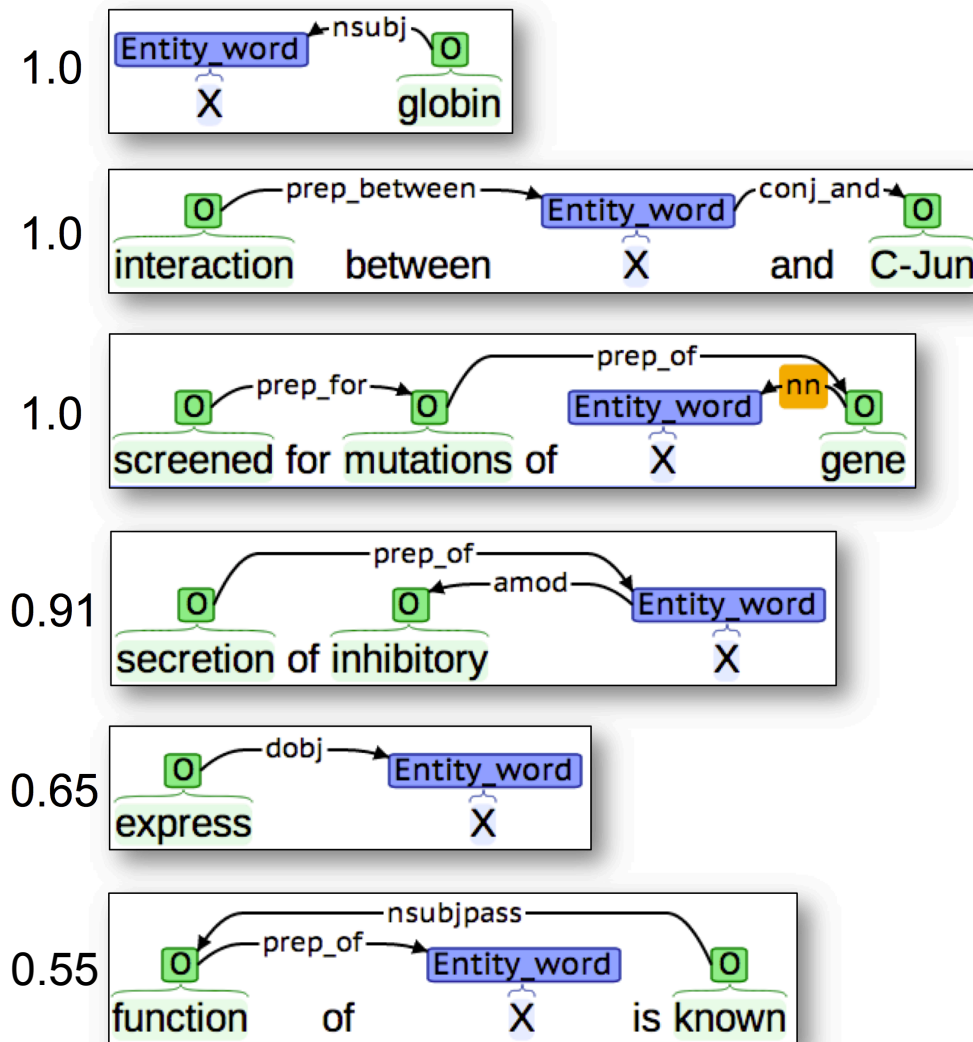 nsubj
Entity_word O
1.0
X globin
prep_between conj_and
O Entity_word O
1.0
interaction between X and C-Jun
prep_of
prep_for nn
O O Entity_word O
1.0
screened for mutations of X gene
prep_of
amod
O O Entity_word
0.91
secretion of inhibitory X
dobj
O Entity_word
0.65
express X
nsubjpass
prep_of
O Entity_word O
0.55
function of X is known